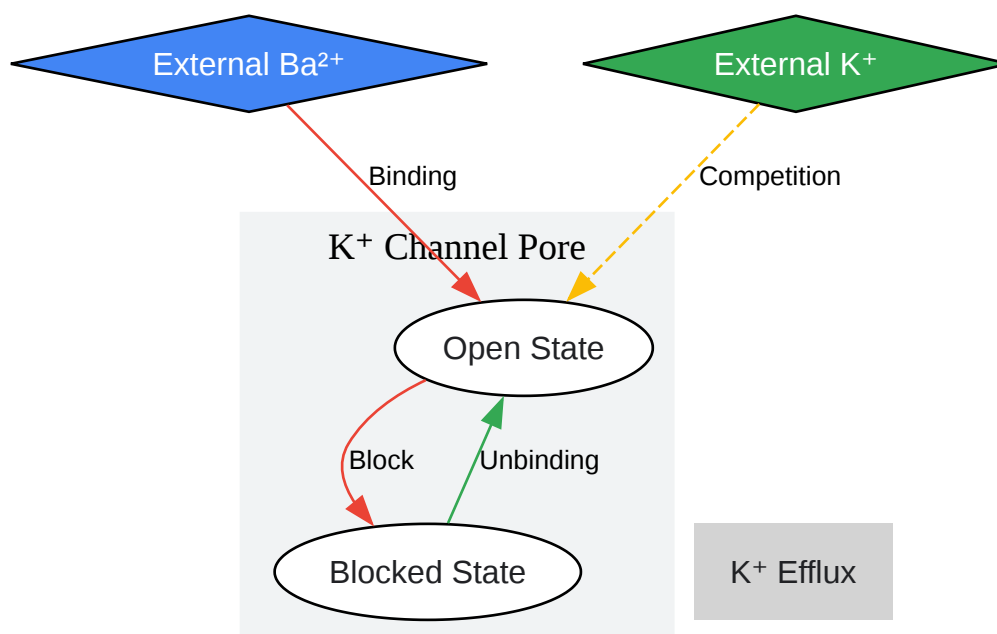 External Ba²⁺
External K⁺
Binding
Competition
K⁺ Channel Pore
Open State
Block
Unbinding
Blocked State
K⁺ Efflux